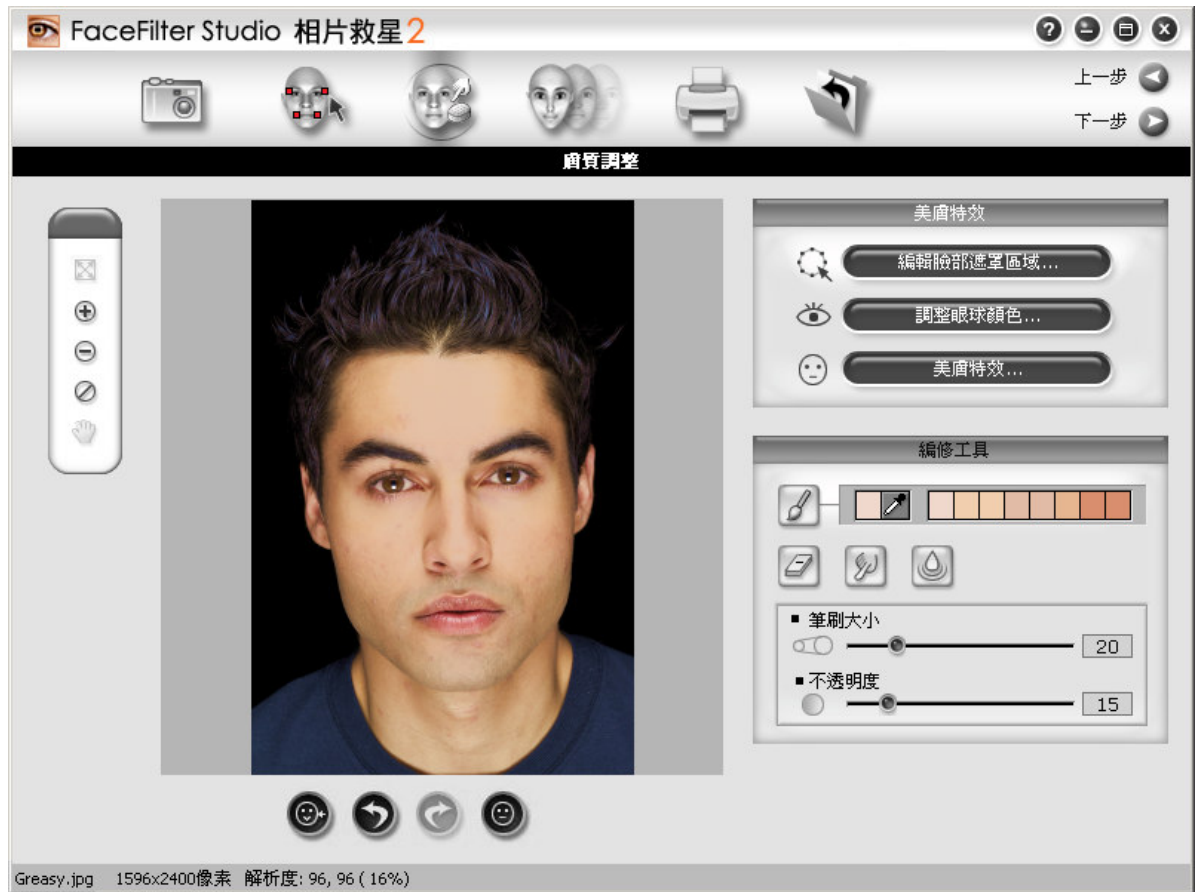 FaceFilter Studio 相片救星2
上一步
下一步
膚質調整
美膚特效
編輯臉部遮罩區域...
調整眼球顏色...
美膚特效...
編修工具
筆刷大小
20
不透明度
15
Greasy.jpg 1596x2400像素 解析度: 96, 96 ( 16%)